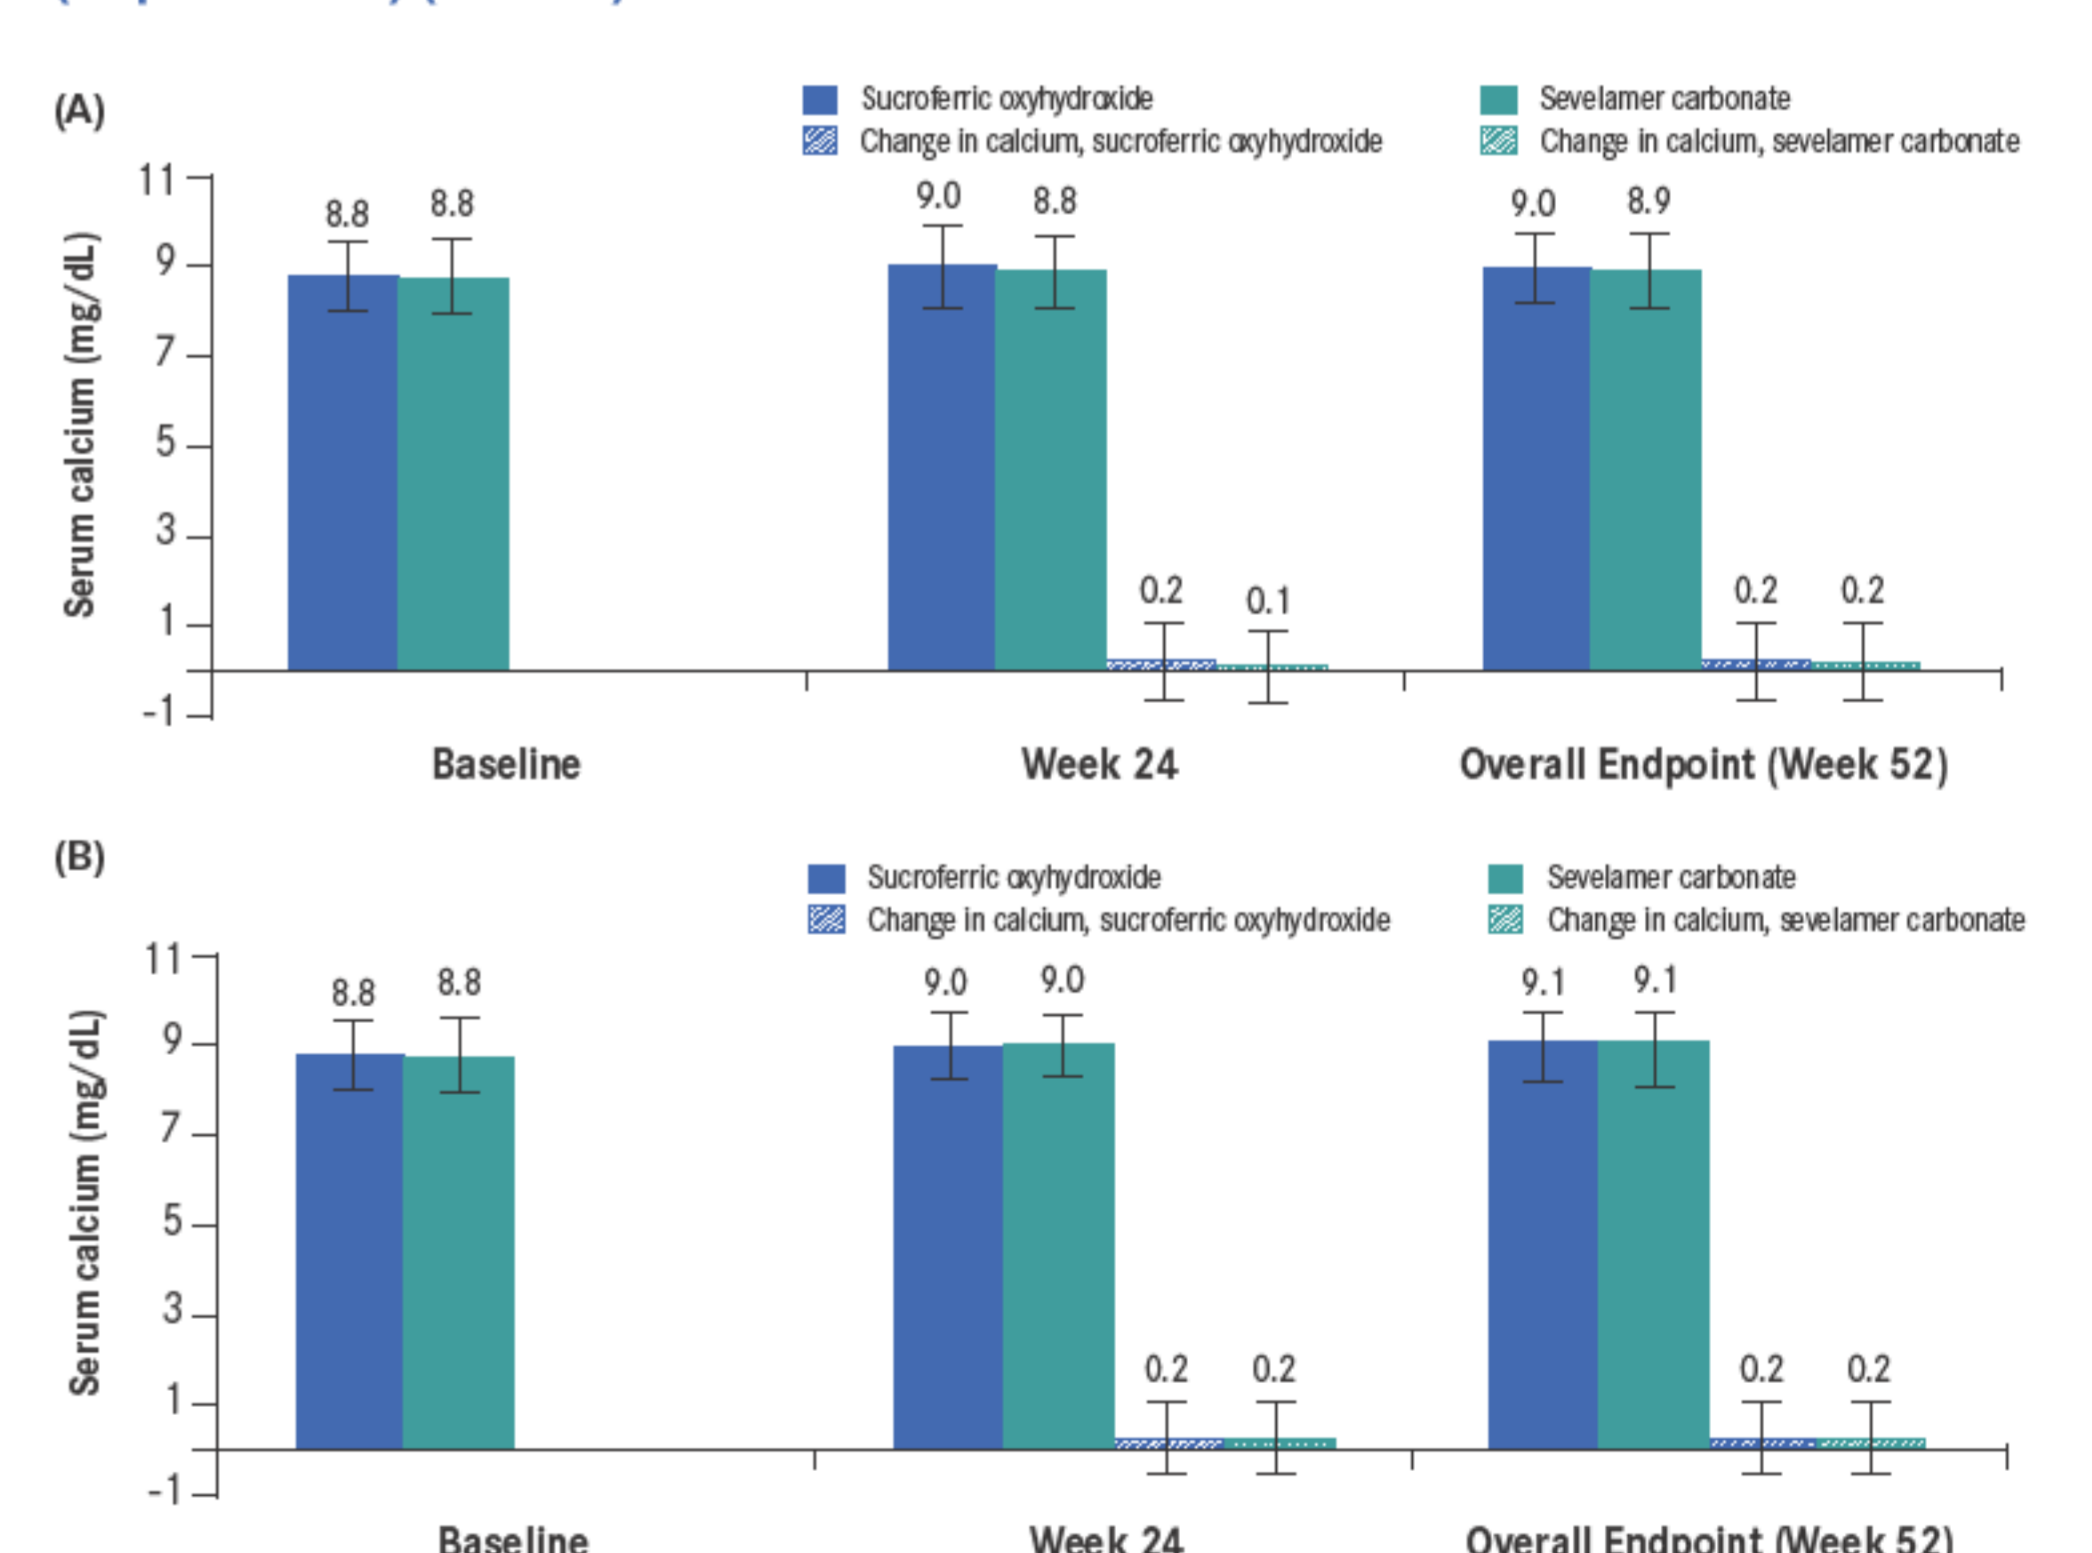 (A)
Sucroferric oxyhydroxide
Sevelamer carbonate
Change in calcium, sucroferric oxyhydroxide
Change in calcium, sevelamer carbonate
Serum calcium (mg/dL)
11
9
7
5
3
1
-1
8.8
8.8
9.0
8.8
0.2
0.1
9.0
8.9
0.2
0.2
Baseline
Week 24
Overall Endpoint (Week 52)
(B)
Sucroferric oxyhydroxide
Sevelamer carbonate
Change in calcium, sucroferric oxyhydroxide
Change in calcium, sevelamer carbonate
Serum calcium (mg/dL)
11
9
7
5
3
1
-1
8.8
8.8
9.0
9.0
0.2
0.2
9.1
9.1
0.2
0.2
Baseline
Week 24
Overall Endpoint (Week 52)